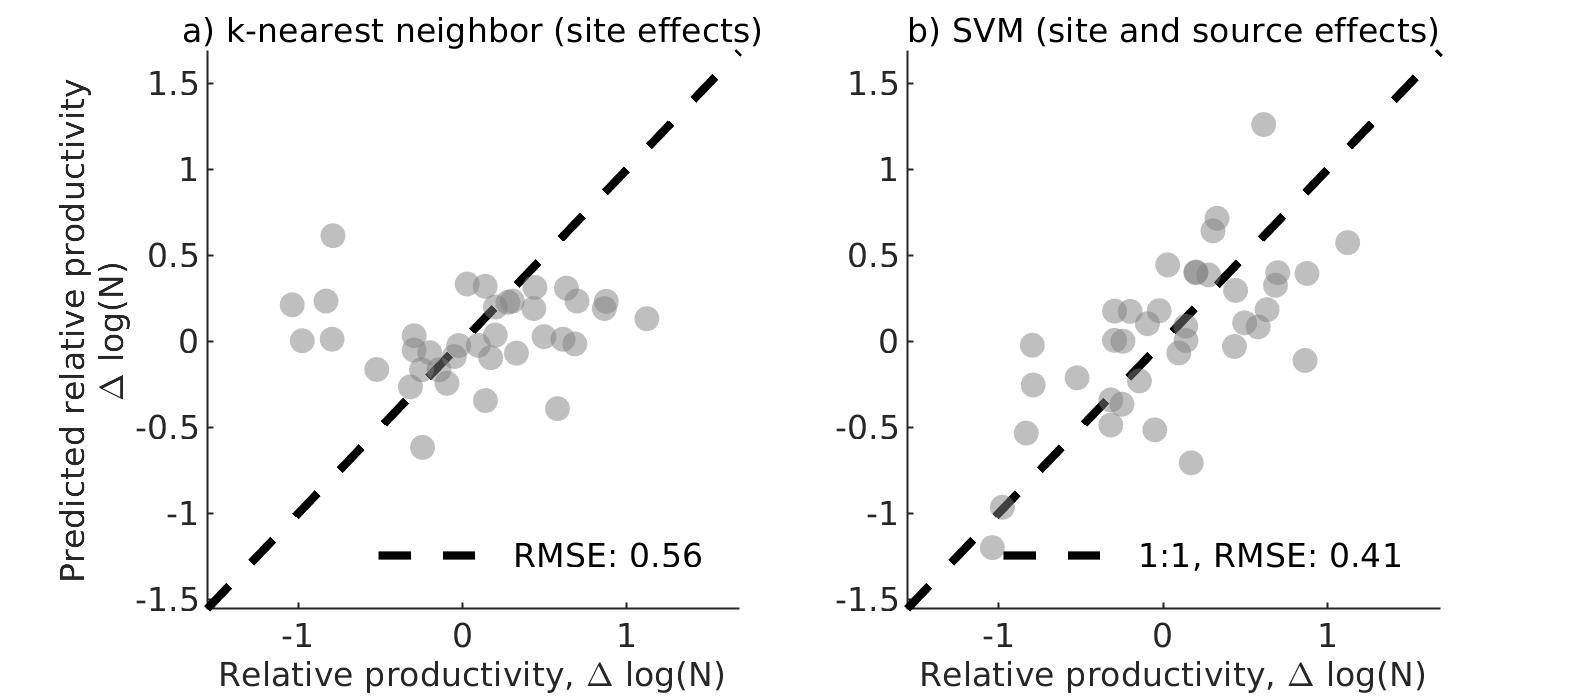 a) k-nearest neighbor (site effects)
Predicted relative productivity
Δ log(N)
1.5
1
0.5
0
-0.5
-1
-1.5
RMSE: 0.56
-1
0
1
Relative productivity, Δ log(N)
b) SVM (site and source effects)
1.5
1
0.5
0
-0.5
-1
-1.5
1:1, RMSE: 0.41
-1
0
1
Relative productivity, Δ log(N)